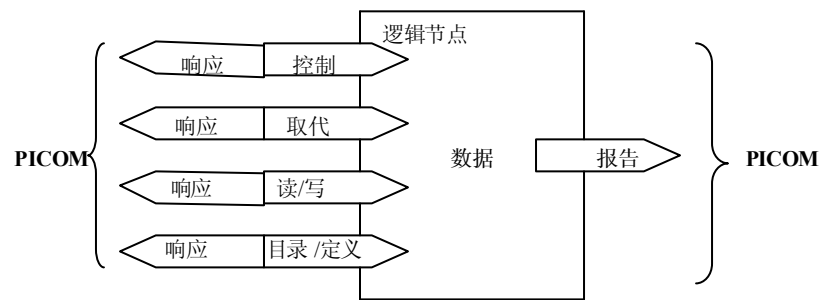 逻辑节点
响应 控制
响应 取代
PICOM 数据 报告 PICOM
响应 读/写
响应 目录 /定义